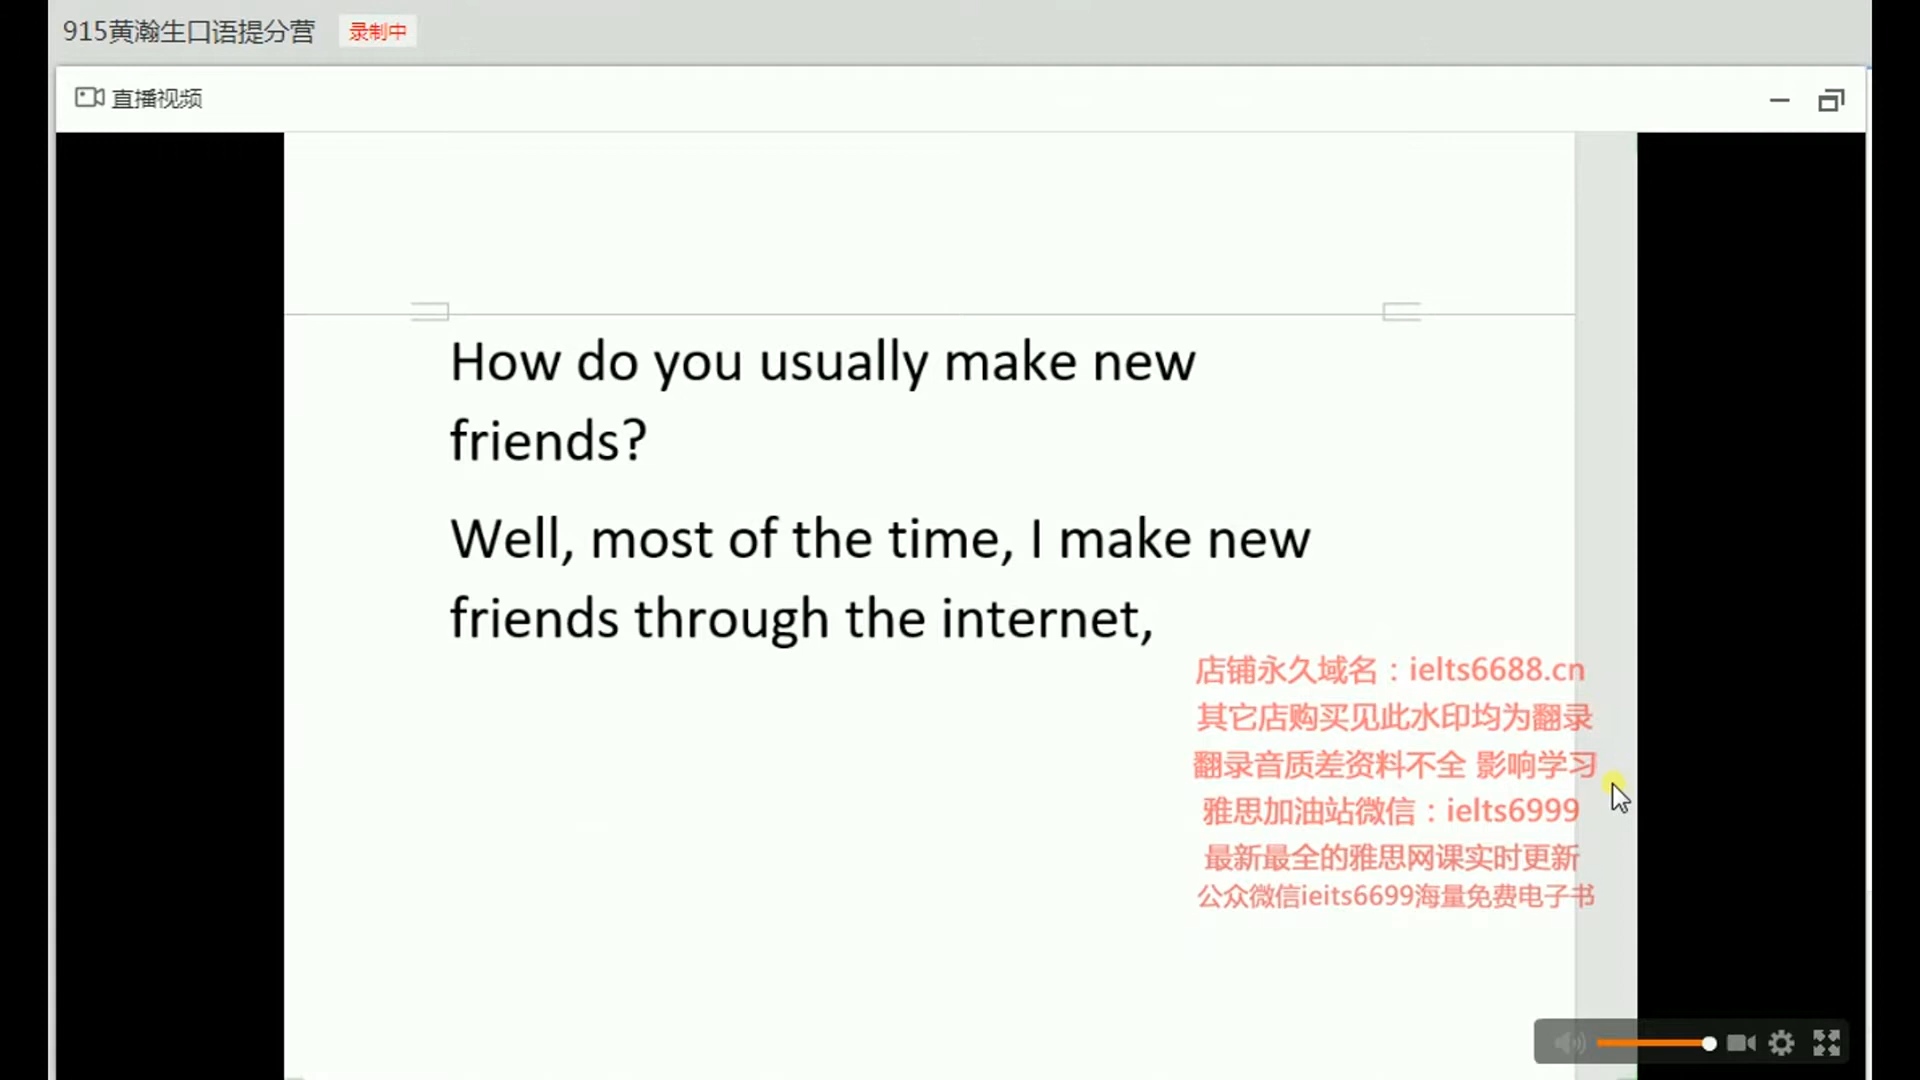 915黄瀚生口语提分营 录制中
直播视频
How do you usually make new
friends?
Well, most of the time, I make new
friends through the internet,
店铺永久域名：ielts6688.cn
其它店购买见此水印均为翻录
翻录音质差资料不全 影响学习
雅思加油站微信：ielts6999
最新最全的雅思网课实时更新
公众微信ieits6699海量免费电子书